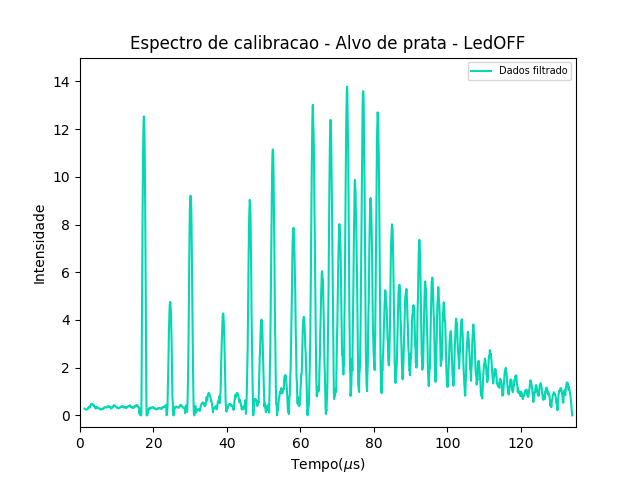 Espectro de calibracao - Alvo de prata - LedOFF
Dados filtrado
14
12
10
8
6
4
2
0
Intensidade
0 20 40 60 80 100 120
Tempo(μs)